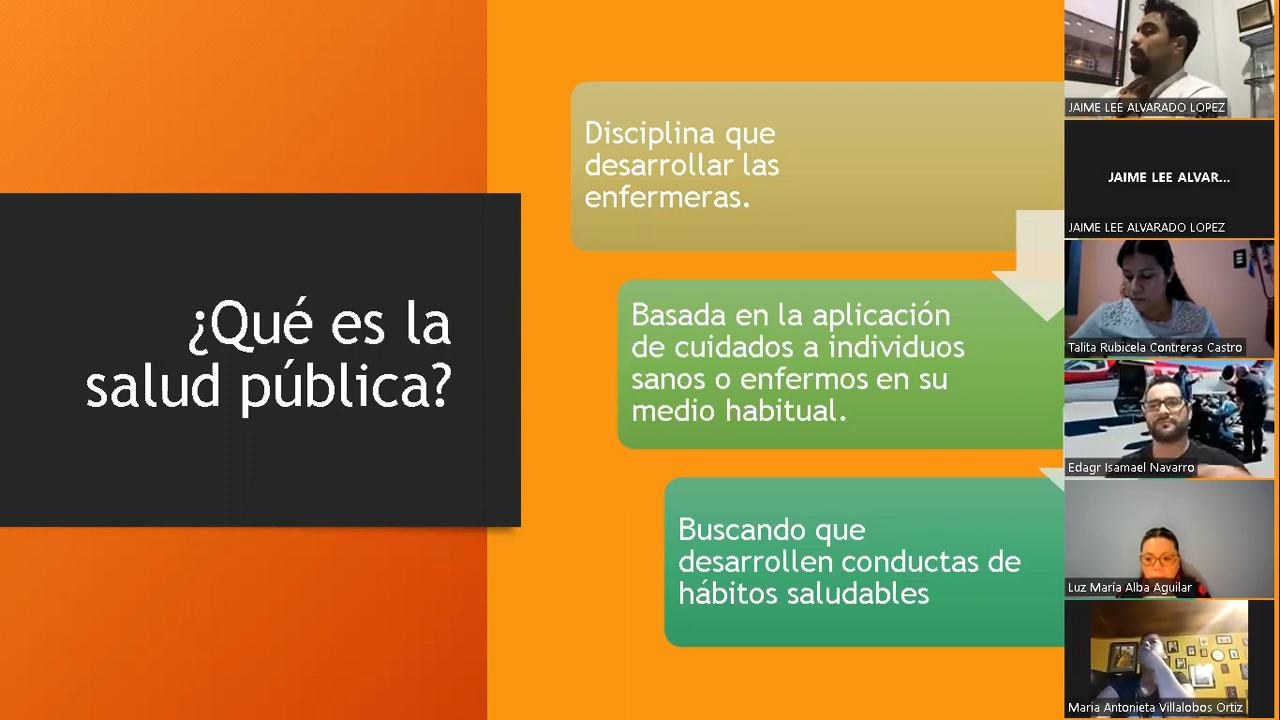 ¿Qué es la
salud pública?
Disciplina que
desarrollar las
enfermeras.
Basada en la aplicación
de cuidados a individuos
sanos o enfermos en su
medio habitual.
Buscando que
desarrollen conductas de
hábitos saludables
JAIME LEE ALVARADO LOPEZ
JAIME LEE ALVAR...
JAIME LEE ALVARADO LOPEZ
Talita Rubicela Contreras Castro
Edagr Isamael Navarro
Luz María Alba Aguilar
Maria Antonieta Villalobos Ortiz